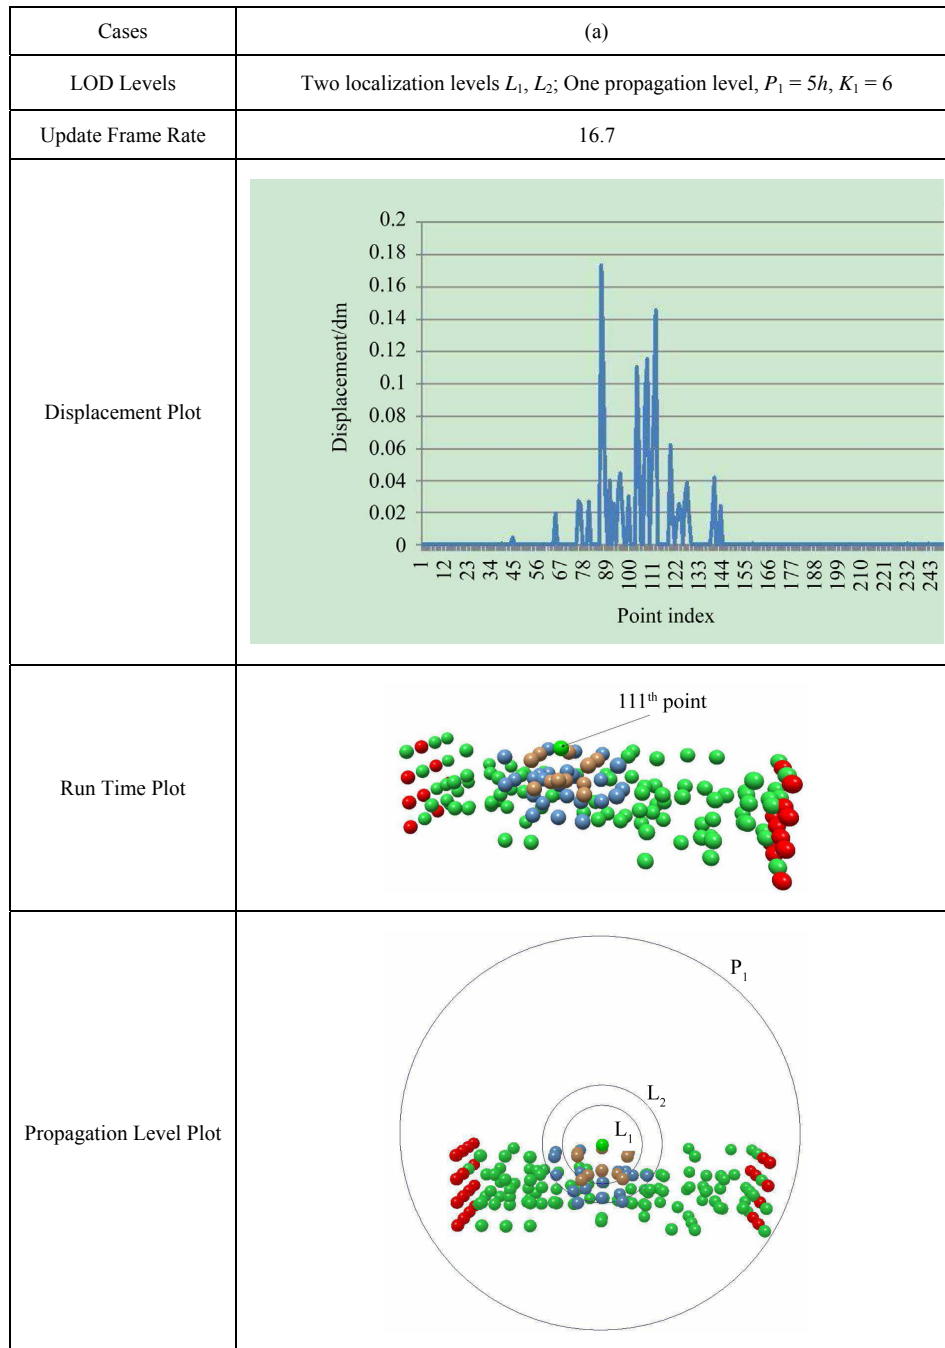 Cases
(a)
LOD Levels
Two localization levels L₁, L₂; One propagation level, P₁ = 5h, K₁ = 6
Update Frame Rate
16.7
Displacement Plot
Displacement/dm
0.2
0.18
0.16
0.14
0.12
0.1
0.08
0.06
0.04
0.02
0
1 12 23 34 45 56 67 78 89 100 111 122 133 144 155 166 177 188 199 210 221 232 243
Point index
Run Time Plot
111th point
Propagation Level Plot
P₁
L₂
L₁